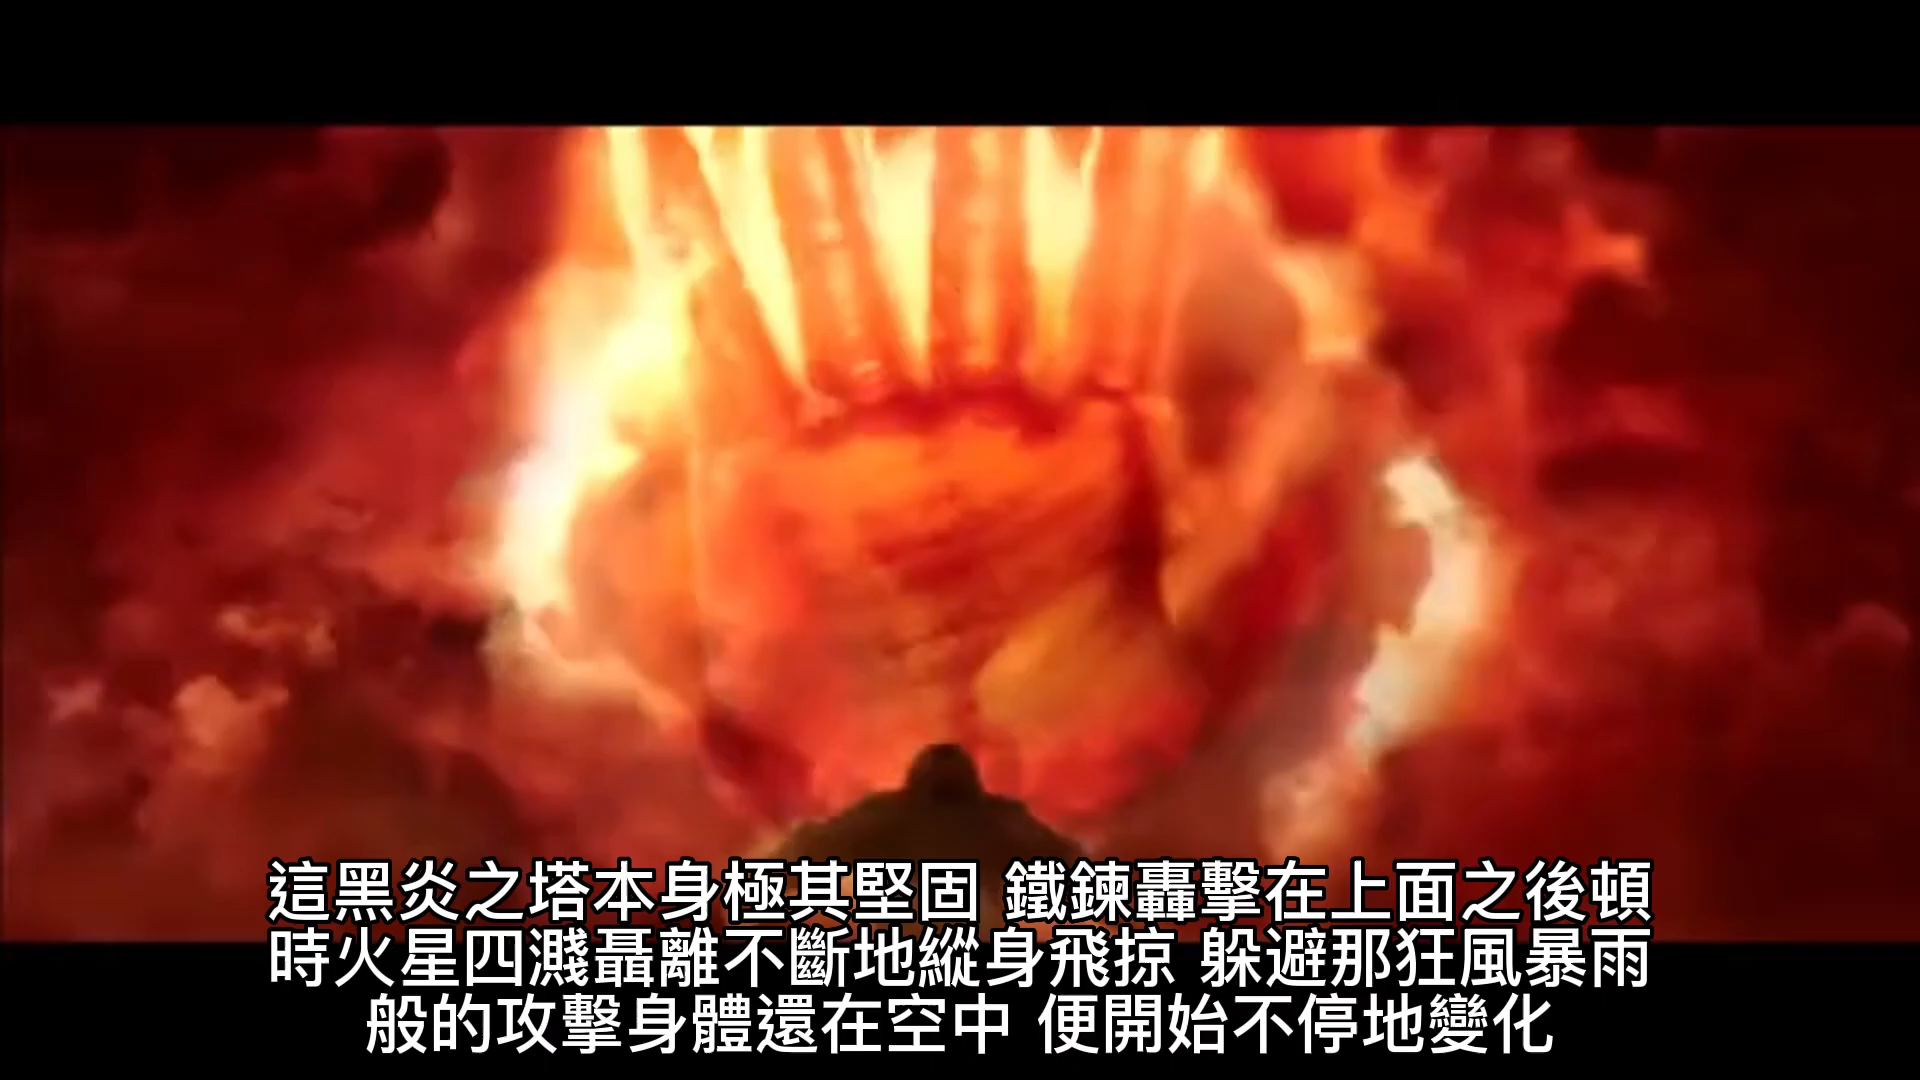 這黑炎之塔本身極其堅固 鐵鍊轟擊在上面之後頓
時火星四濺聶離不斷地縱身飛掠 躲避那狂風暴雨
般的攻擊身體還在空中 便開始不停地變化